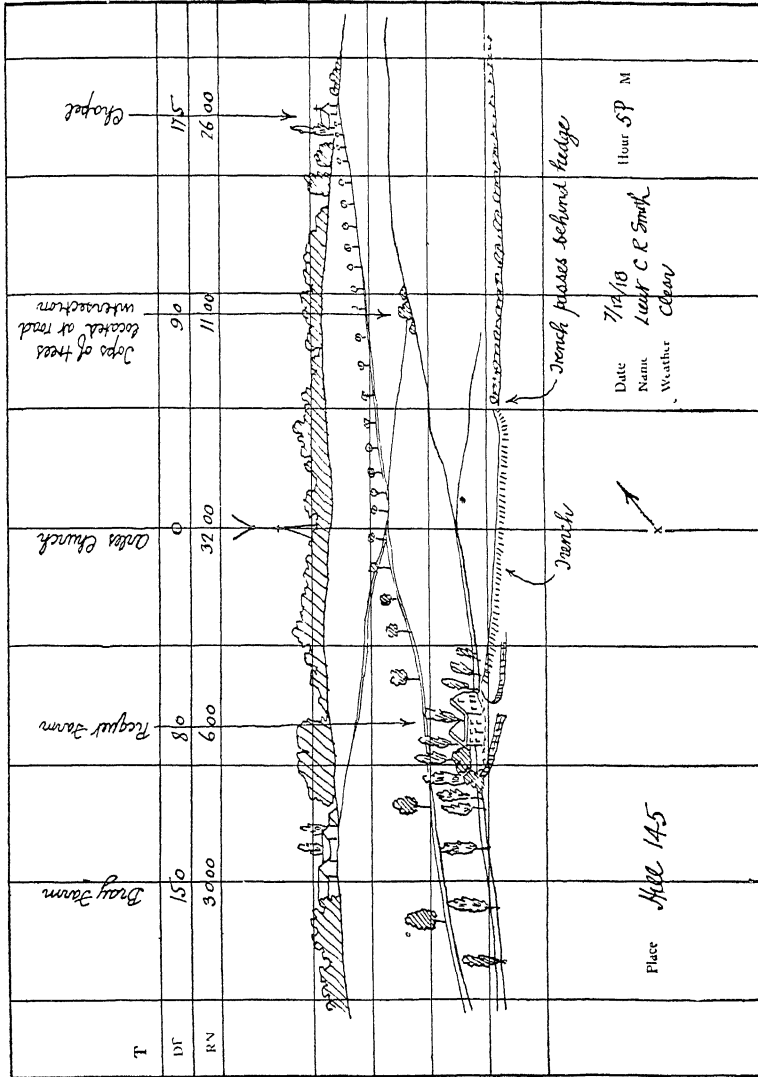 T Bray Farm Farm Arles Church Tops of trees
located at road
intersection Chapel
DF 150 80 0 90 175
RN 3000 600 3200 1100 2600
Trench
Trench passes behind hedge
Place Hill 145
x
Date 7/12/18 Hour 5P M
Name Lieut C R Smith
Weather Clear